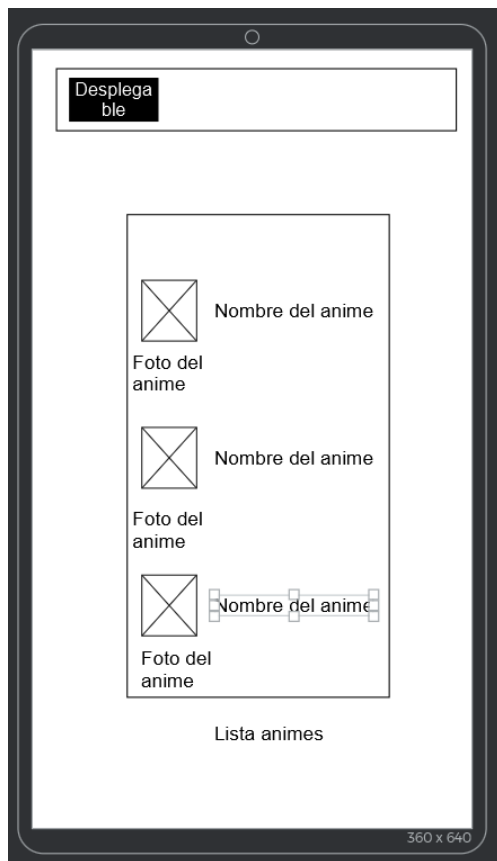 Desplega
ble
Nombre del anime
Foto del
anime
Nombre del anime
Foto del
anime
Nombre del anime
Foto del
anime
Lista animes
360 x 640